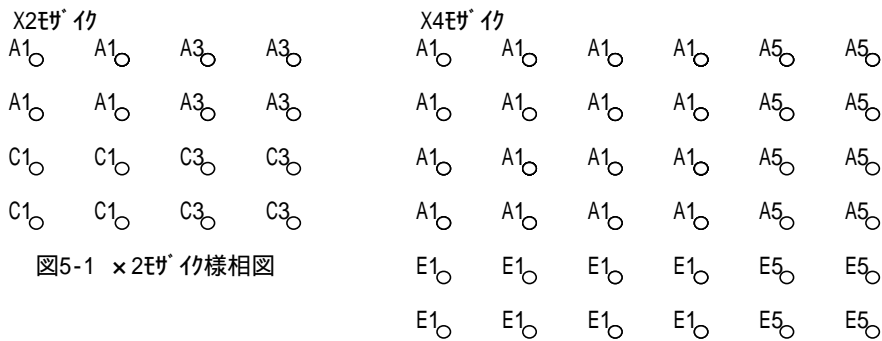 X2ﾓｻﾞｲｸ
A1 A1 A3 A3
A1 A1 A3 A3
C1 C1 C3 C3
C1 C1 C3 C3
図5-1 ×2ﾓｻﾞｲｸ様相図
X4ﾓｻﾞｲｸ
A1 A1 A1 A1 A5 A5
A1 A1 A1 A1 A5 A5
A1 A1 A1 A1 A5 A5
A1 A1 A1 A1 A5 A5
E1 E1 E1 E1 E5 E5
E1 E1 E1 E1 E5 E5